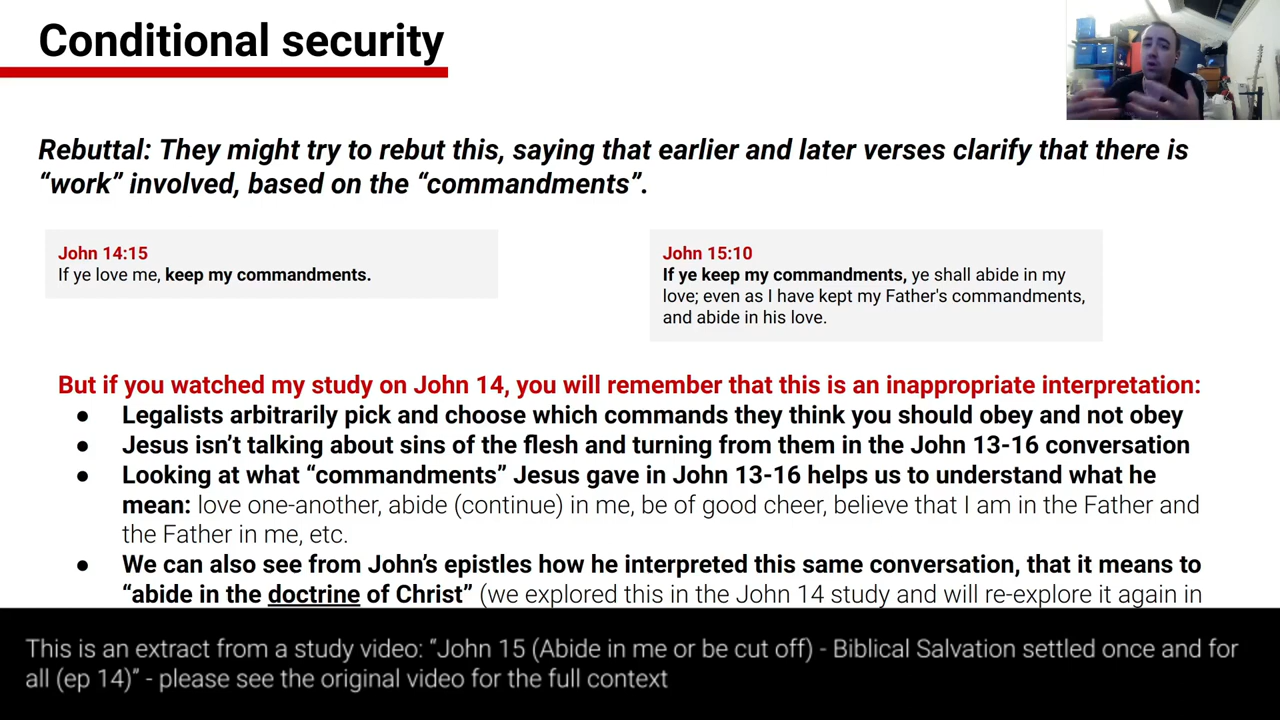 Conditional security
Rebuttal: They might try to rebut this, saying that earlier and later verses clarify that there is
“work” involved, based on the “commandments”.
John 14:15
If ye love me, keep my commandments.
John 15:10
If ye keep my commandments, ye shall abide in my
love; even as I have kept my Father's commandments,
and abide in his love.
But if you watched my study on John 14, you will remember that this is an inappropriate interpretation:
● Legalists arbitrarily pick and choose which commands they think you should obey and not obey
● Jesus isn’t talking about sins of the flesh and turning from them in the John 13-16 conversation
● Looking at what “commandments” Jesus gave in John 13-16 helps us to understand what he
mean: love one-another, abide (continue) in me, be of good cheer, believe that I am in the Father and
the Father in me, etc.
● We can also see from John’s epistles how he interpreted this same conversation, that it means to
“abide in the doctrine of Christ” (we explored this in the John 14 study and will re-explore it again in
This is an extract from a study video: “John 15 (Abide in me or be cut off) - Biblical Salvation settled once and for
all (ep 14)” - please see the original video for the full context